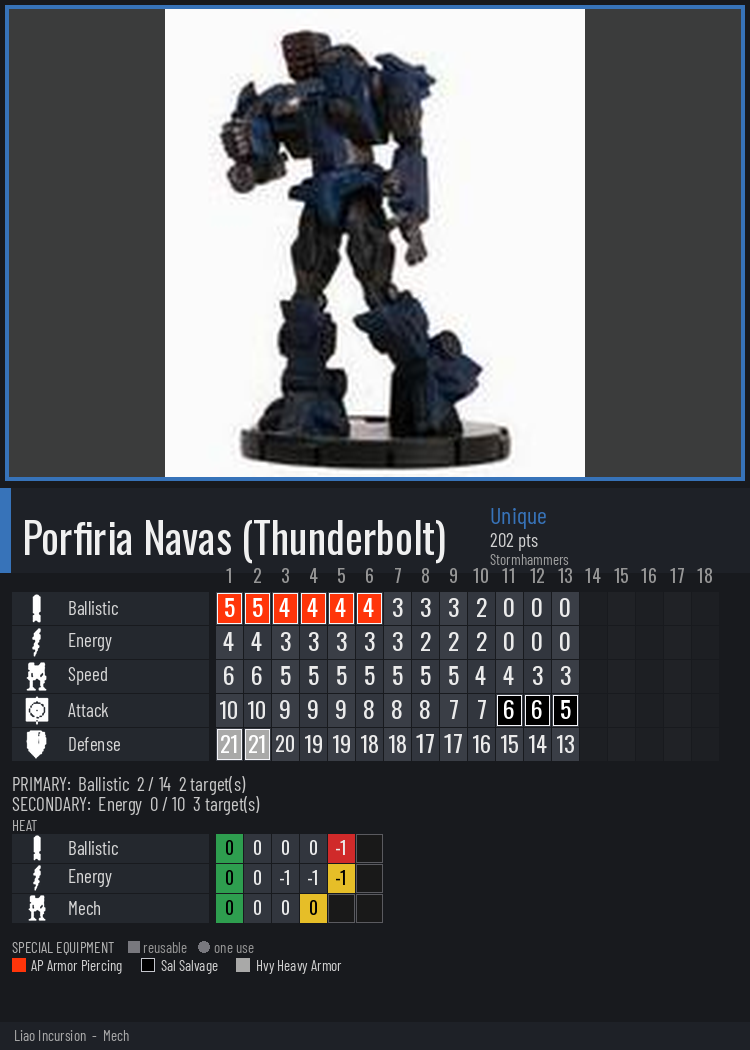 Porfiria Navas (Thunderbolt)
Unique
202 pts
Stormhammers
1 2 3 4 5 6 7 8 9 10 11 12 13 14 15 16 17 18
Ballistic 5 5 4 4 4 4 3 3 3 2 0 0 0
Energy 4 4 3 3 3 3 3 2 2 2 0 0 0
Speed 6 6 5 5 5 5 5 5 5 4 4 3 3
Attack 10 10 9 9 9 8 8 8 7 7 6 6 5
Defense 21 21 20 19 19 18 18 17 17 16 15 14 13
PRIMARY: Ballistic 2 / 14 2 target(s)
SECONDARY: Energy 0 / 10 3 target(s)
HEAT
Ballistic 0 0 0 0 -1
Energy 0 0 -1 -1 -1
Mech 0 0 0 0
SPECIAL EQUIPMENT reusable one use
AP Armor Piercing Sal Salvage Hvy Heavy Armor
Liao Incursion - Mech